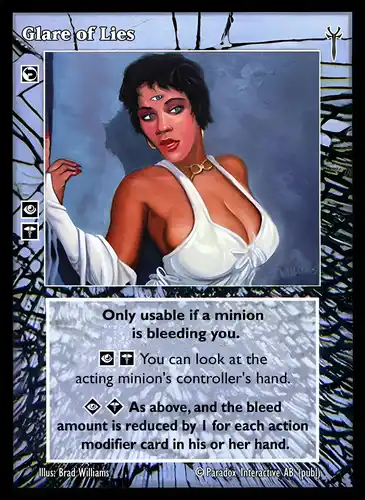 Glare of Lies
Only usable if a minion
is bleeding you.
You can look at the
acting minion's controller's hand.
As above, and the bleed
amount is reduced by 1 for each action
modifier card in his or her hand.
Illus: Brad Williams © Paradox Interactive AB (publ)